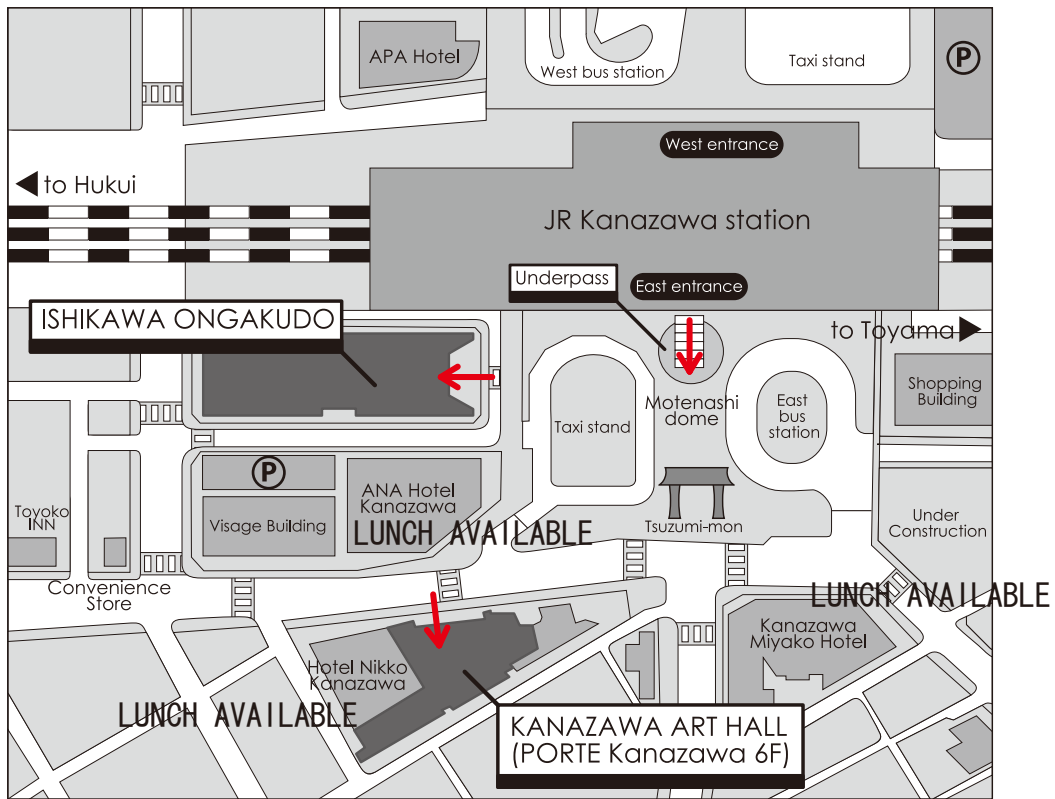 APA Hotel
West bus station
Taxi stand
P
West entrance
to Hukui
JR Kanazawa station
Underpass
East entrance
ISHIKAWA ONGAKUDO
to Toyama
Shopping
Building
Motenashi
dome
East
bus
station
Taxi stand
P
ANA Hotel
Kanazawa
Visage Building
LUNCH AVAILABLE
Toyoko
INN
Tsuzumi-mon
Under
Construction
Convenience
Store
LUNCH AVAILABLE
Kanazawa
Miyako Hotel
Hotel Nikko
Kanazawa
LUNCH AVAILABLE
KANAZAWA ART HALL
(PORTE Kanazawa 6F)